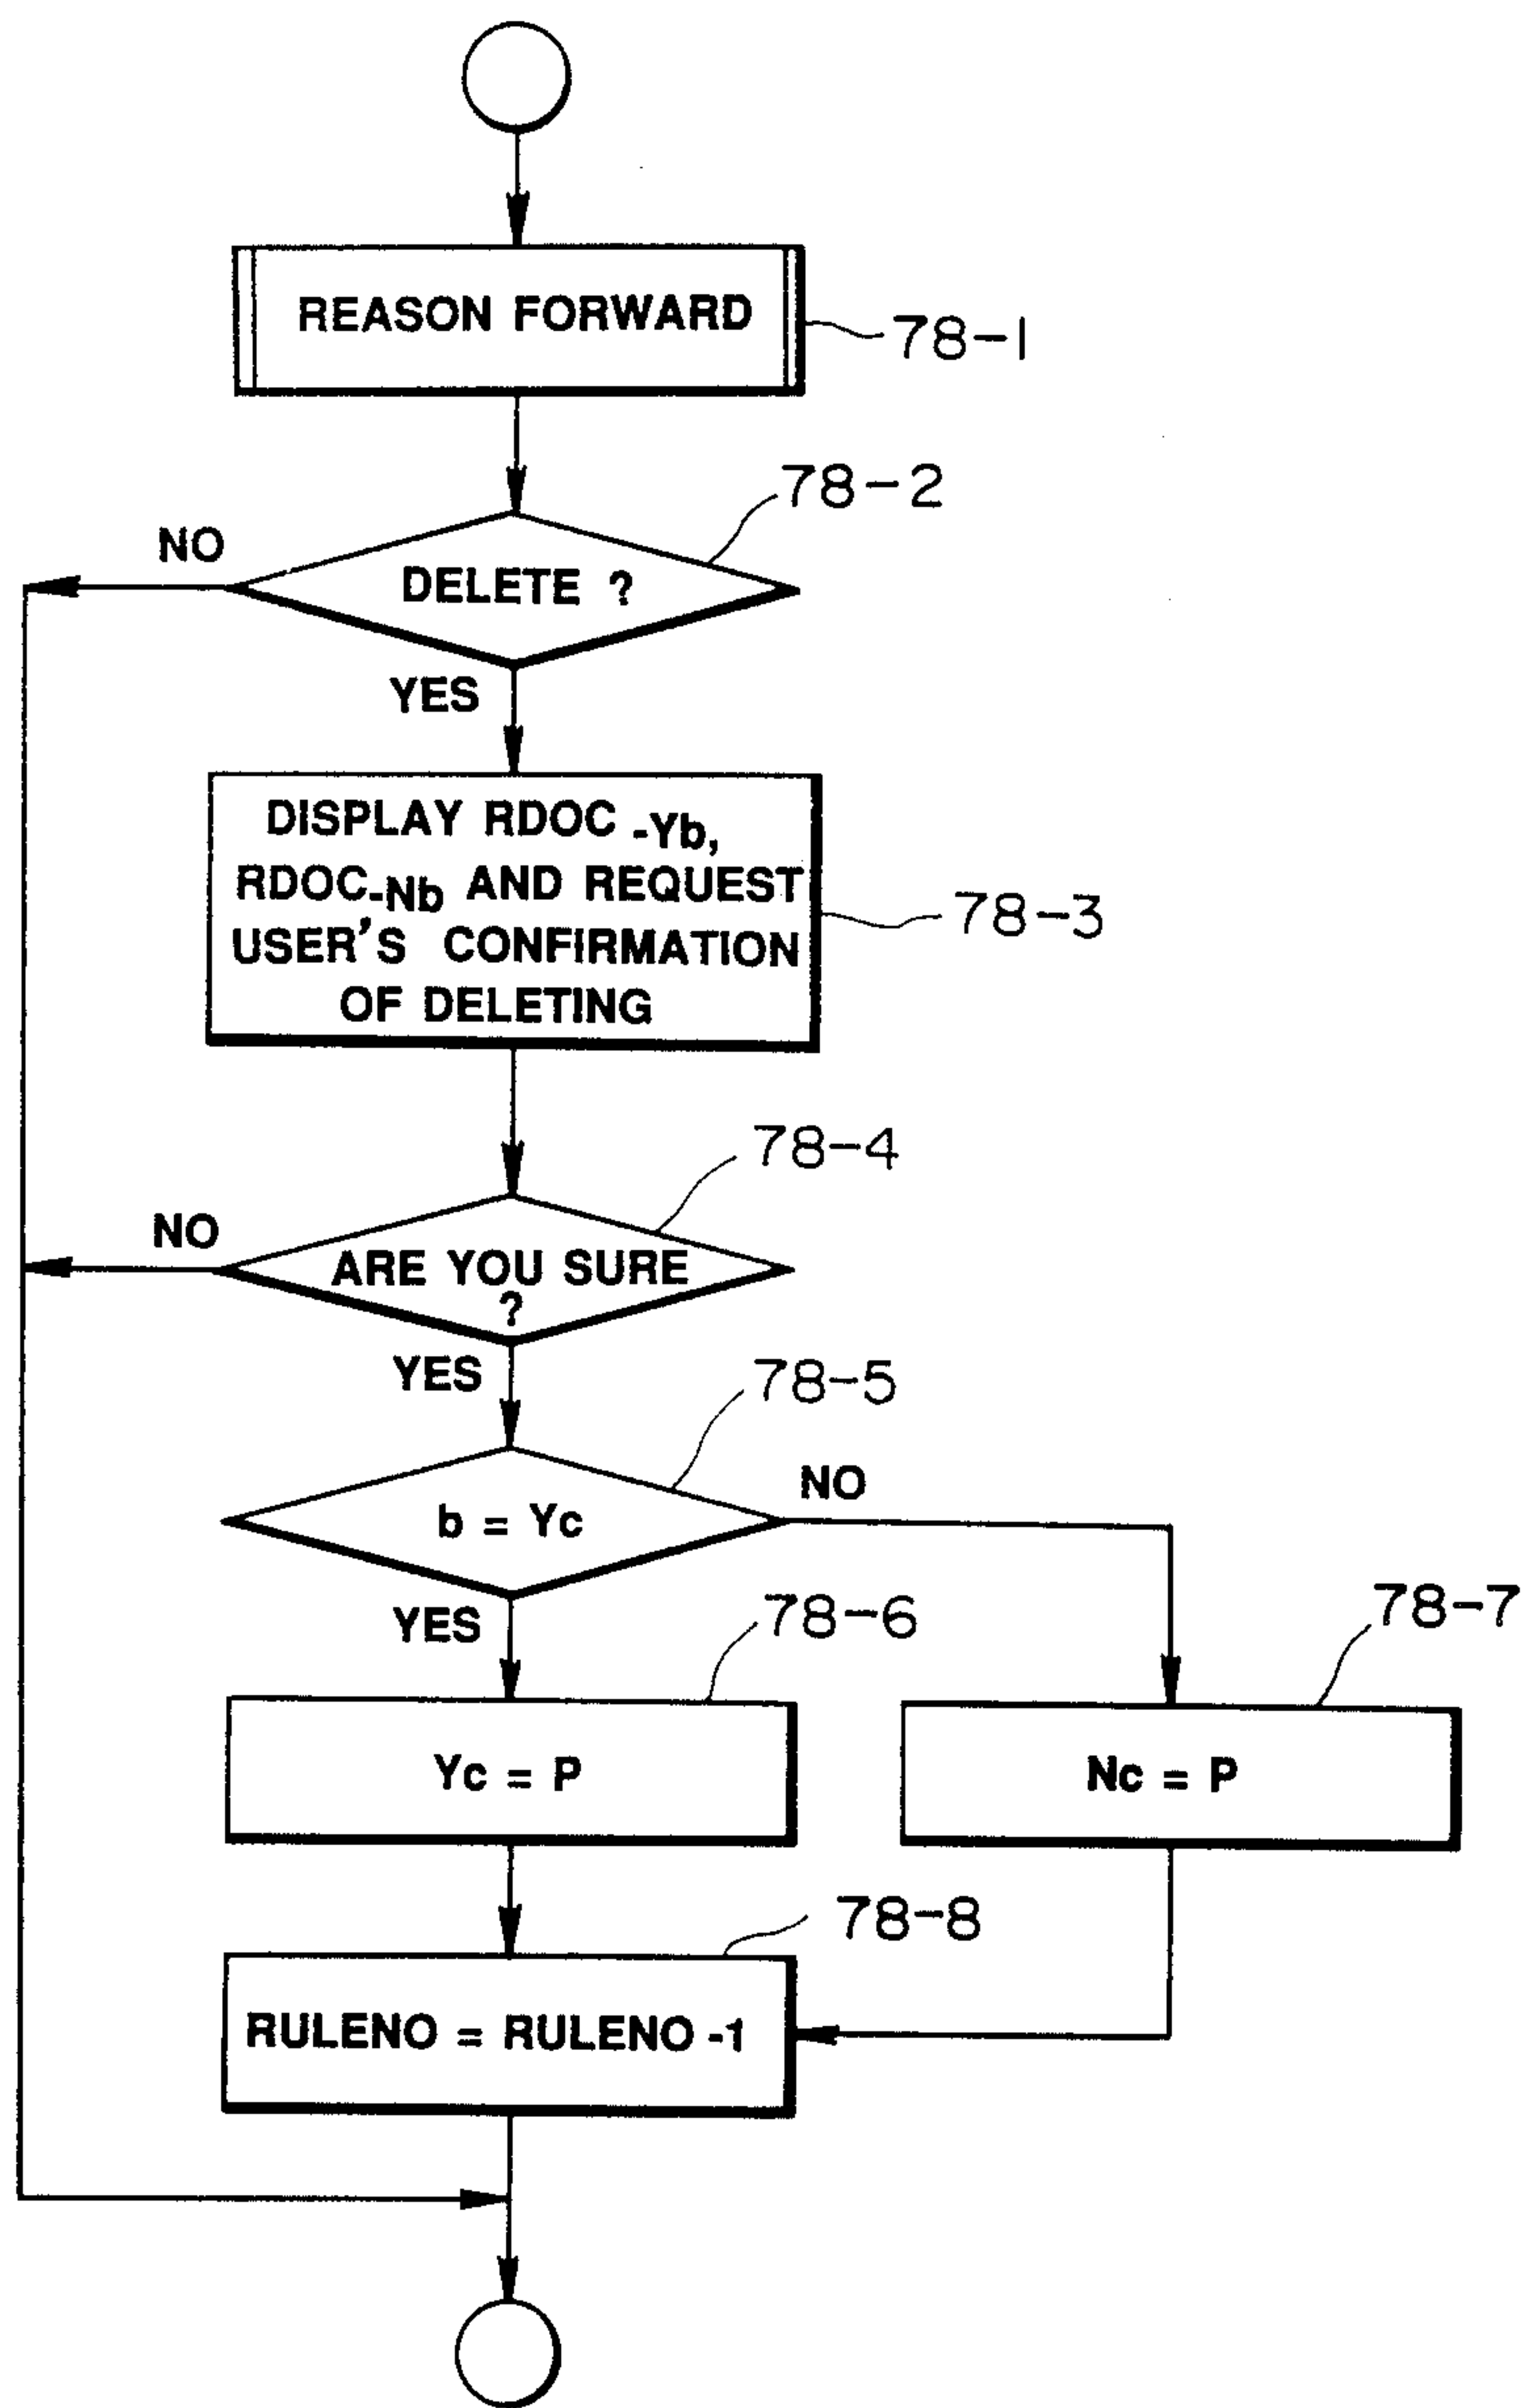 REASON FORWARD
78-1
78-2
NO
DELETE ?
YES
DISPLAY RDOC -Yb,
RDOC-Nb AND REQUEST
USER'S CONFIRMATION
OF DELETING
78-3
78-4
NO
ARE YOU SURE
?
YES
78-5
NO
b = Yc
YES
78-6
78-7
Yc = P
Nc = P
78-8
RULENO = RULENO -1